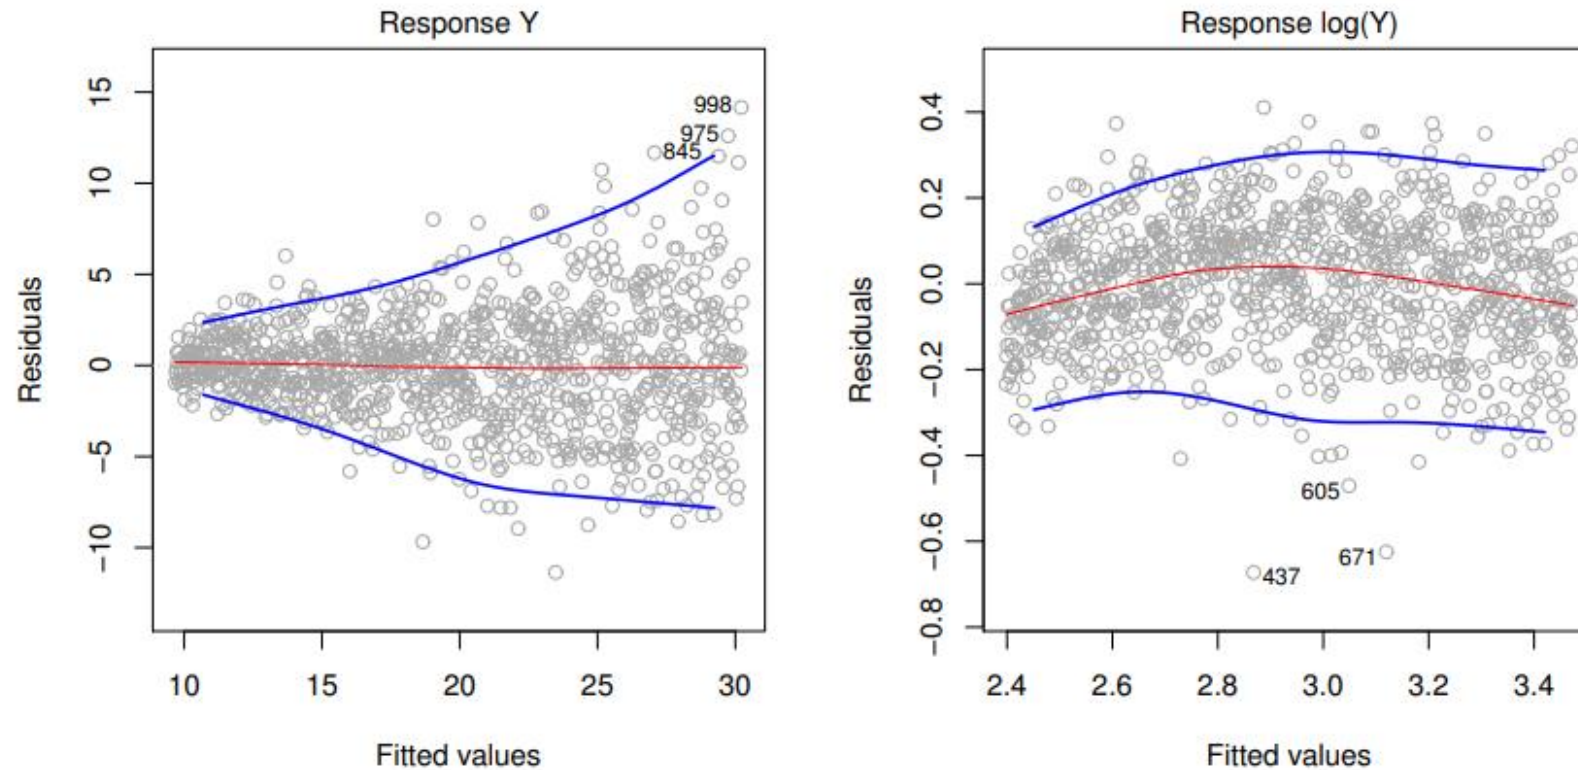 Response Y
15
10
5
0
−5
−10
Residuals
998
975
845
10 15 20 25 30
Fitted values
Response log(Y)
0.4
0.2
0.0
−0.2
−0.4
−0.6
−0.8
Residuals
605
671
437
2.4 2.6 2.8 3.0 3.2 3.4
Fitted values